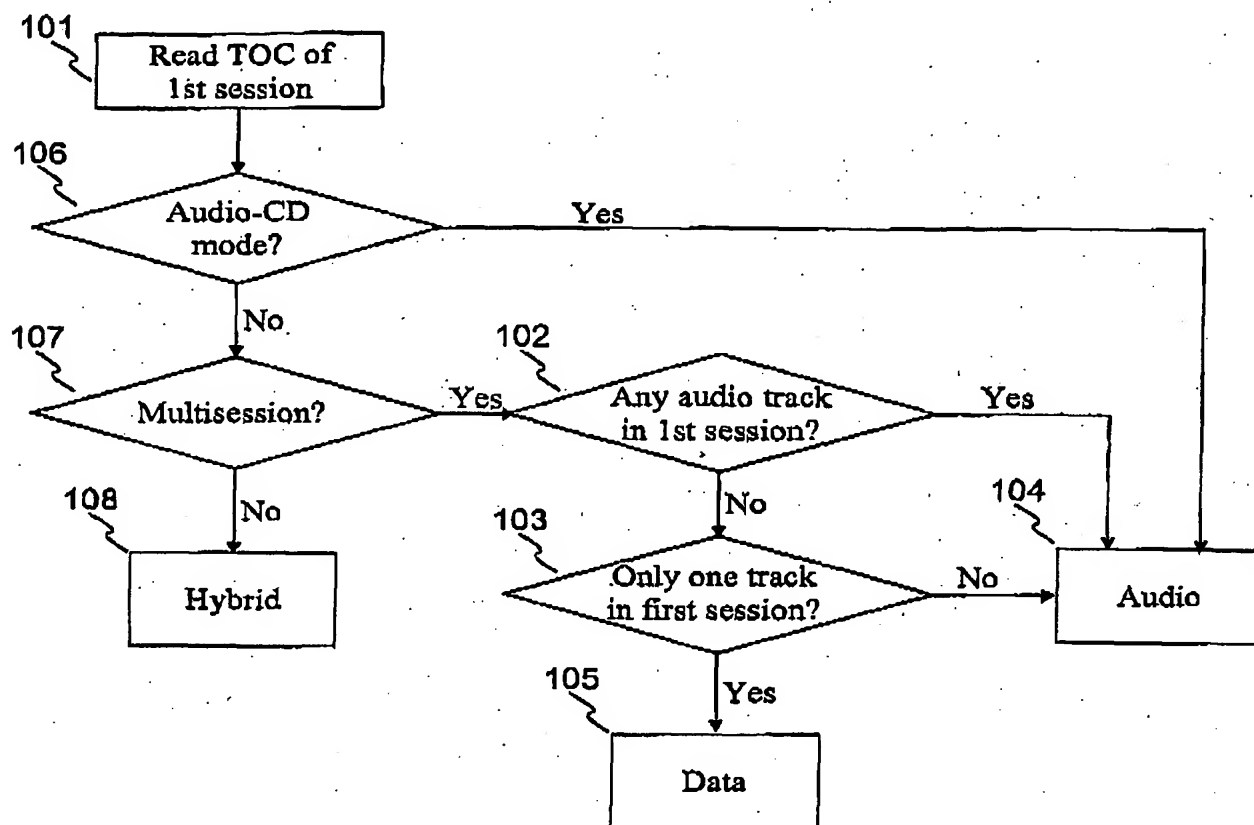 101
Read TOC of
1st session
106
Audio-CD
mode?
Yes
No
107
Multisession?
Yes
102
Any audio track
in 1st session?
Yes
No
108
Hybrid
No
103
Only one track
in first session?
No
104
Audio
Yes
105
Data